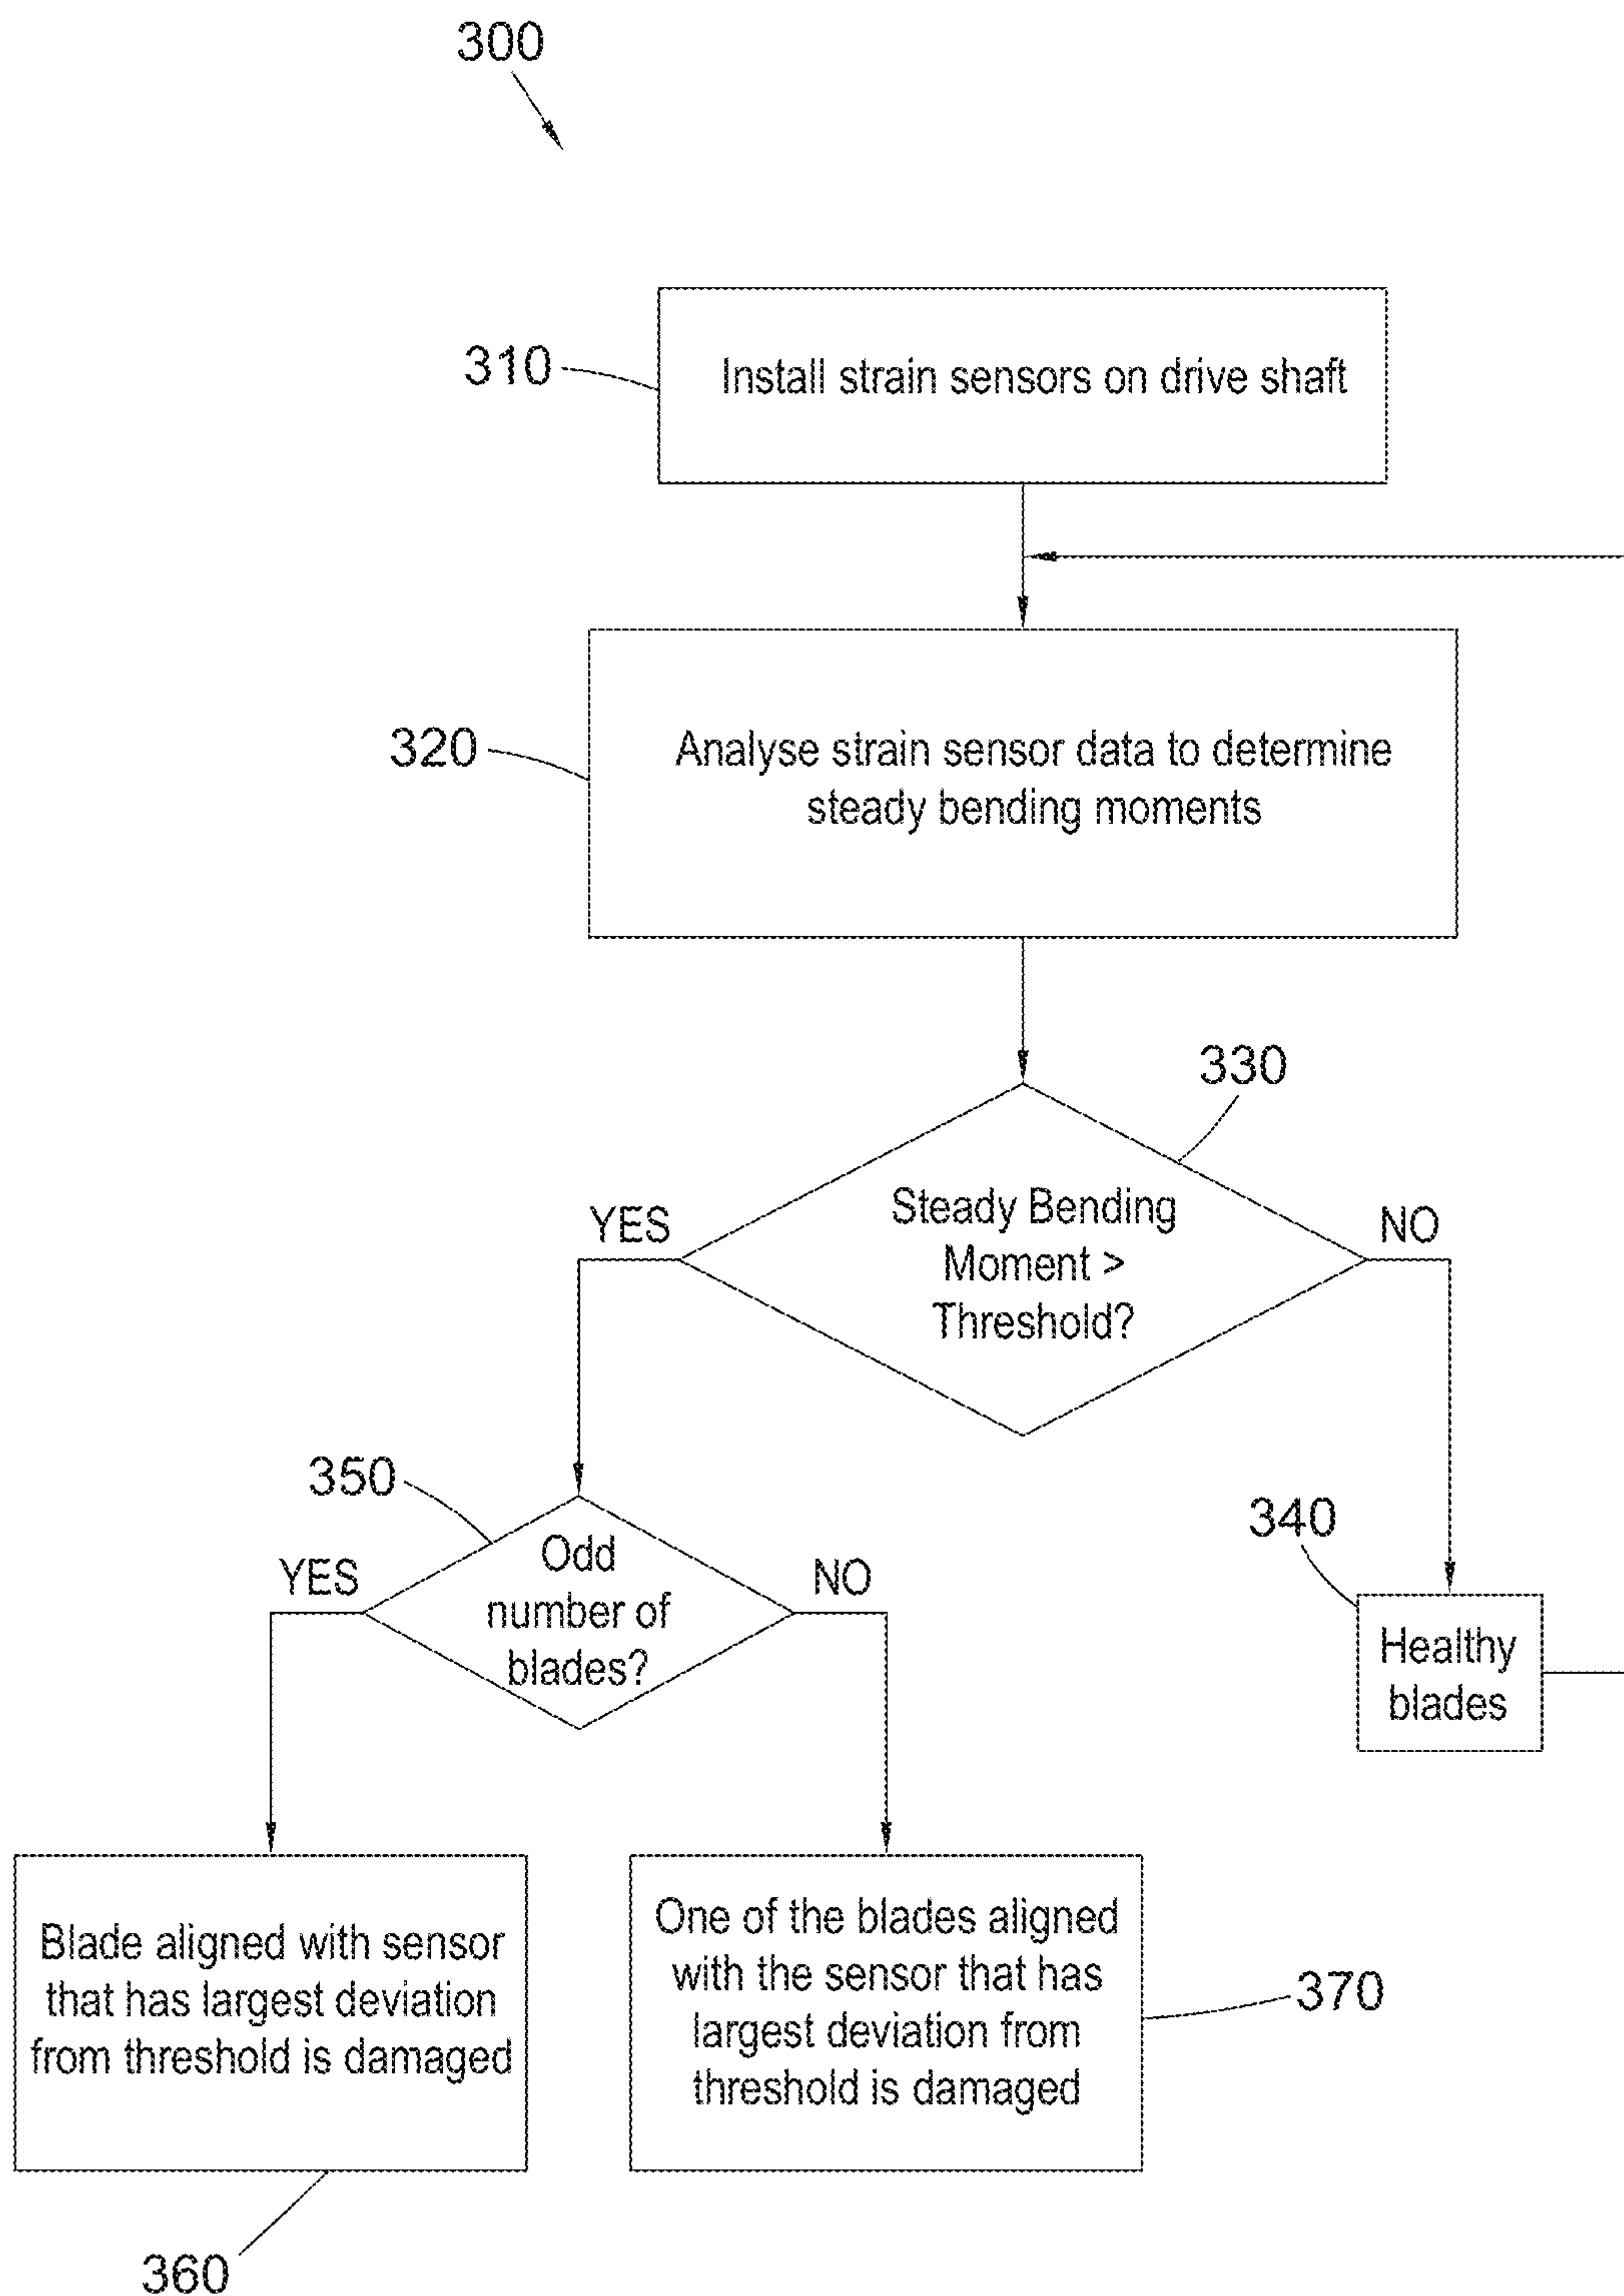 300
310
Install strain sensors on drive shaft
320
Analyse strain sensor data to determine
steady bending moments
330
YES
Steady Bending
Moment >
Threshold?
NO
350
YES
Odd
number of
blades?
NO
340
Healthy
blades
Blade aligned with sensor
that has largest deviation
from threshold is damaged
One of the blades aligned
with the sensor that has
largest deviation from
threshold is damaged
370
360